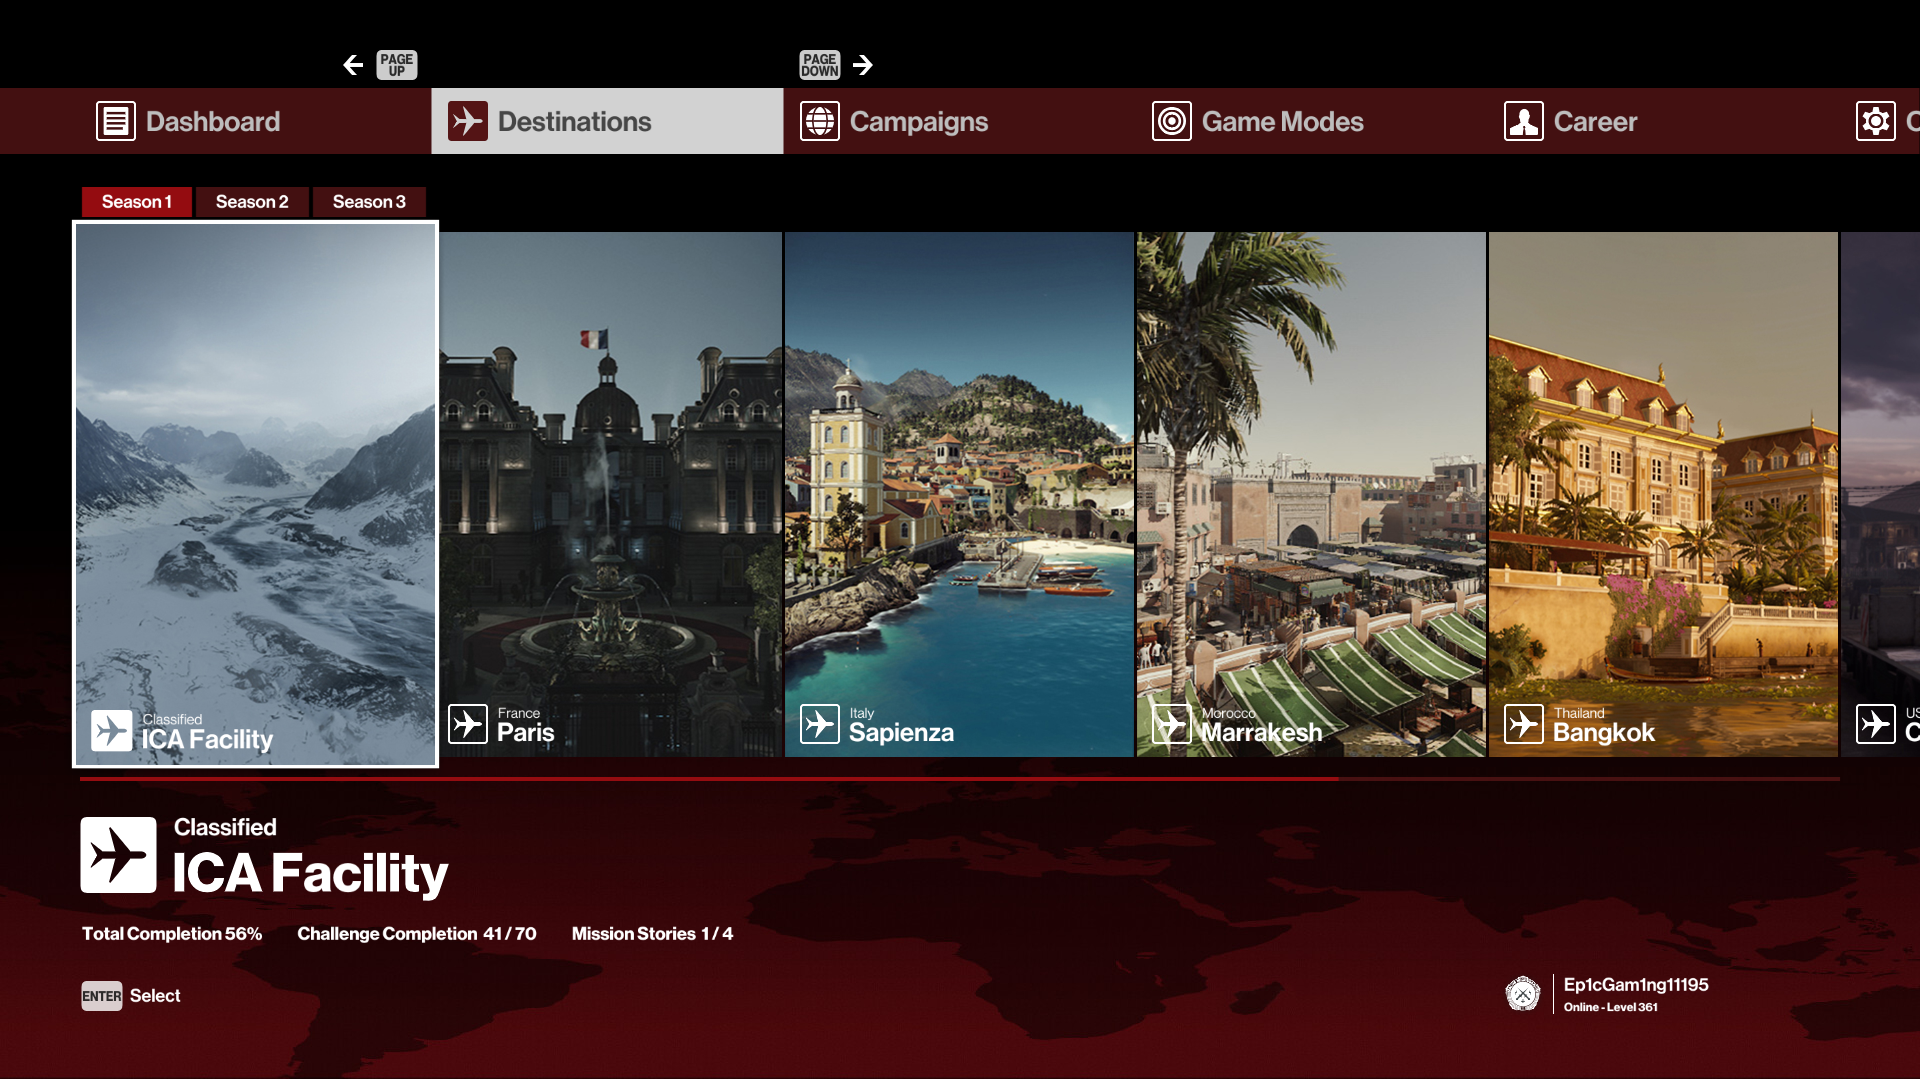 PAGE UP
PAGE DOWN
Dashboard
Destinations
Campaigns
Game Modes
Career
Season 1
Season 2
Season 3
Classified
ICA Facility
France
Paris
Italy
Sapienza
Morocco
Marrakesh
Thailand
Bangkok
US
C
Classified
ICA Facility
Total Completion 56%
Challenge Completion 41 / 70
Mission Stories 1 / 4
ENTER Select
Ep1cGam1ng11195
Online - Level 361